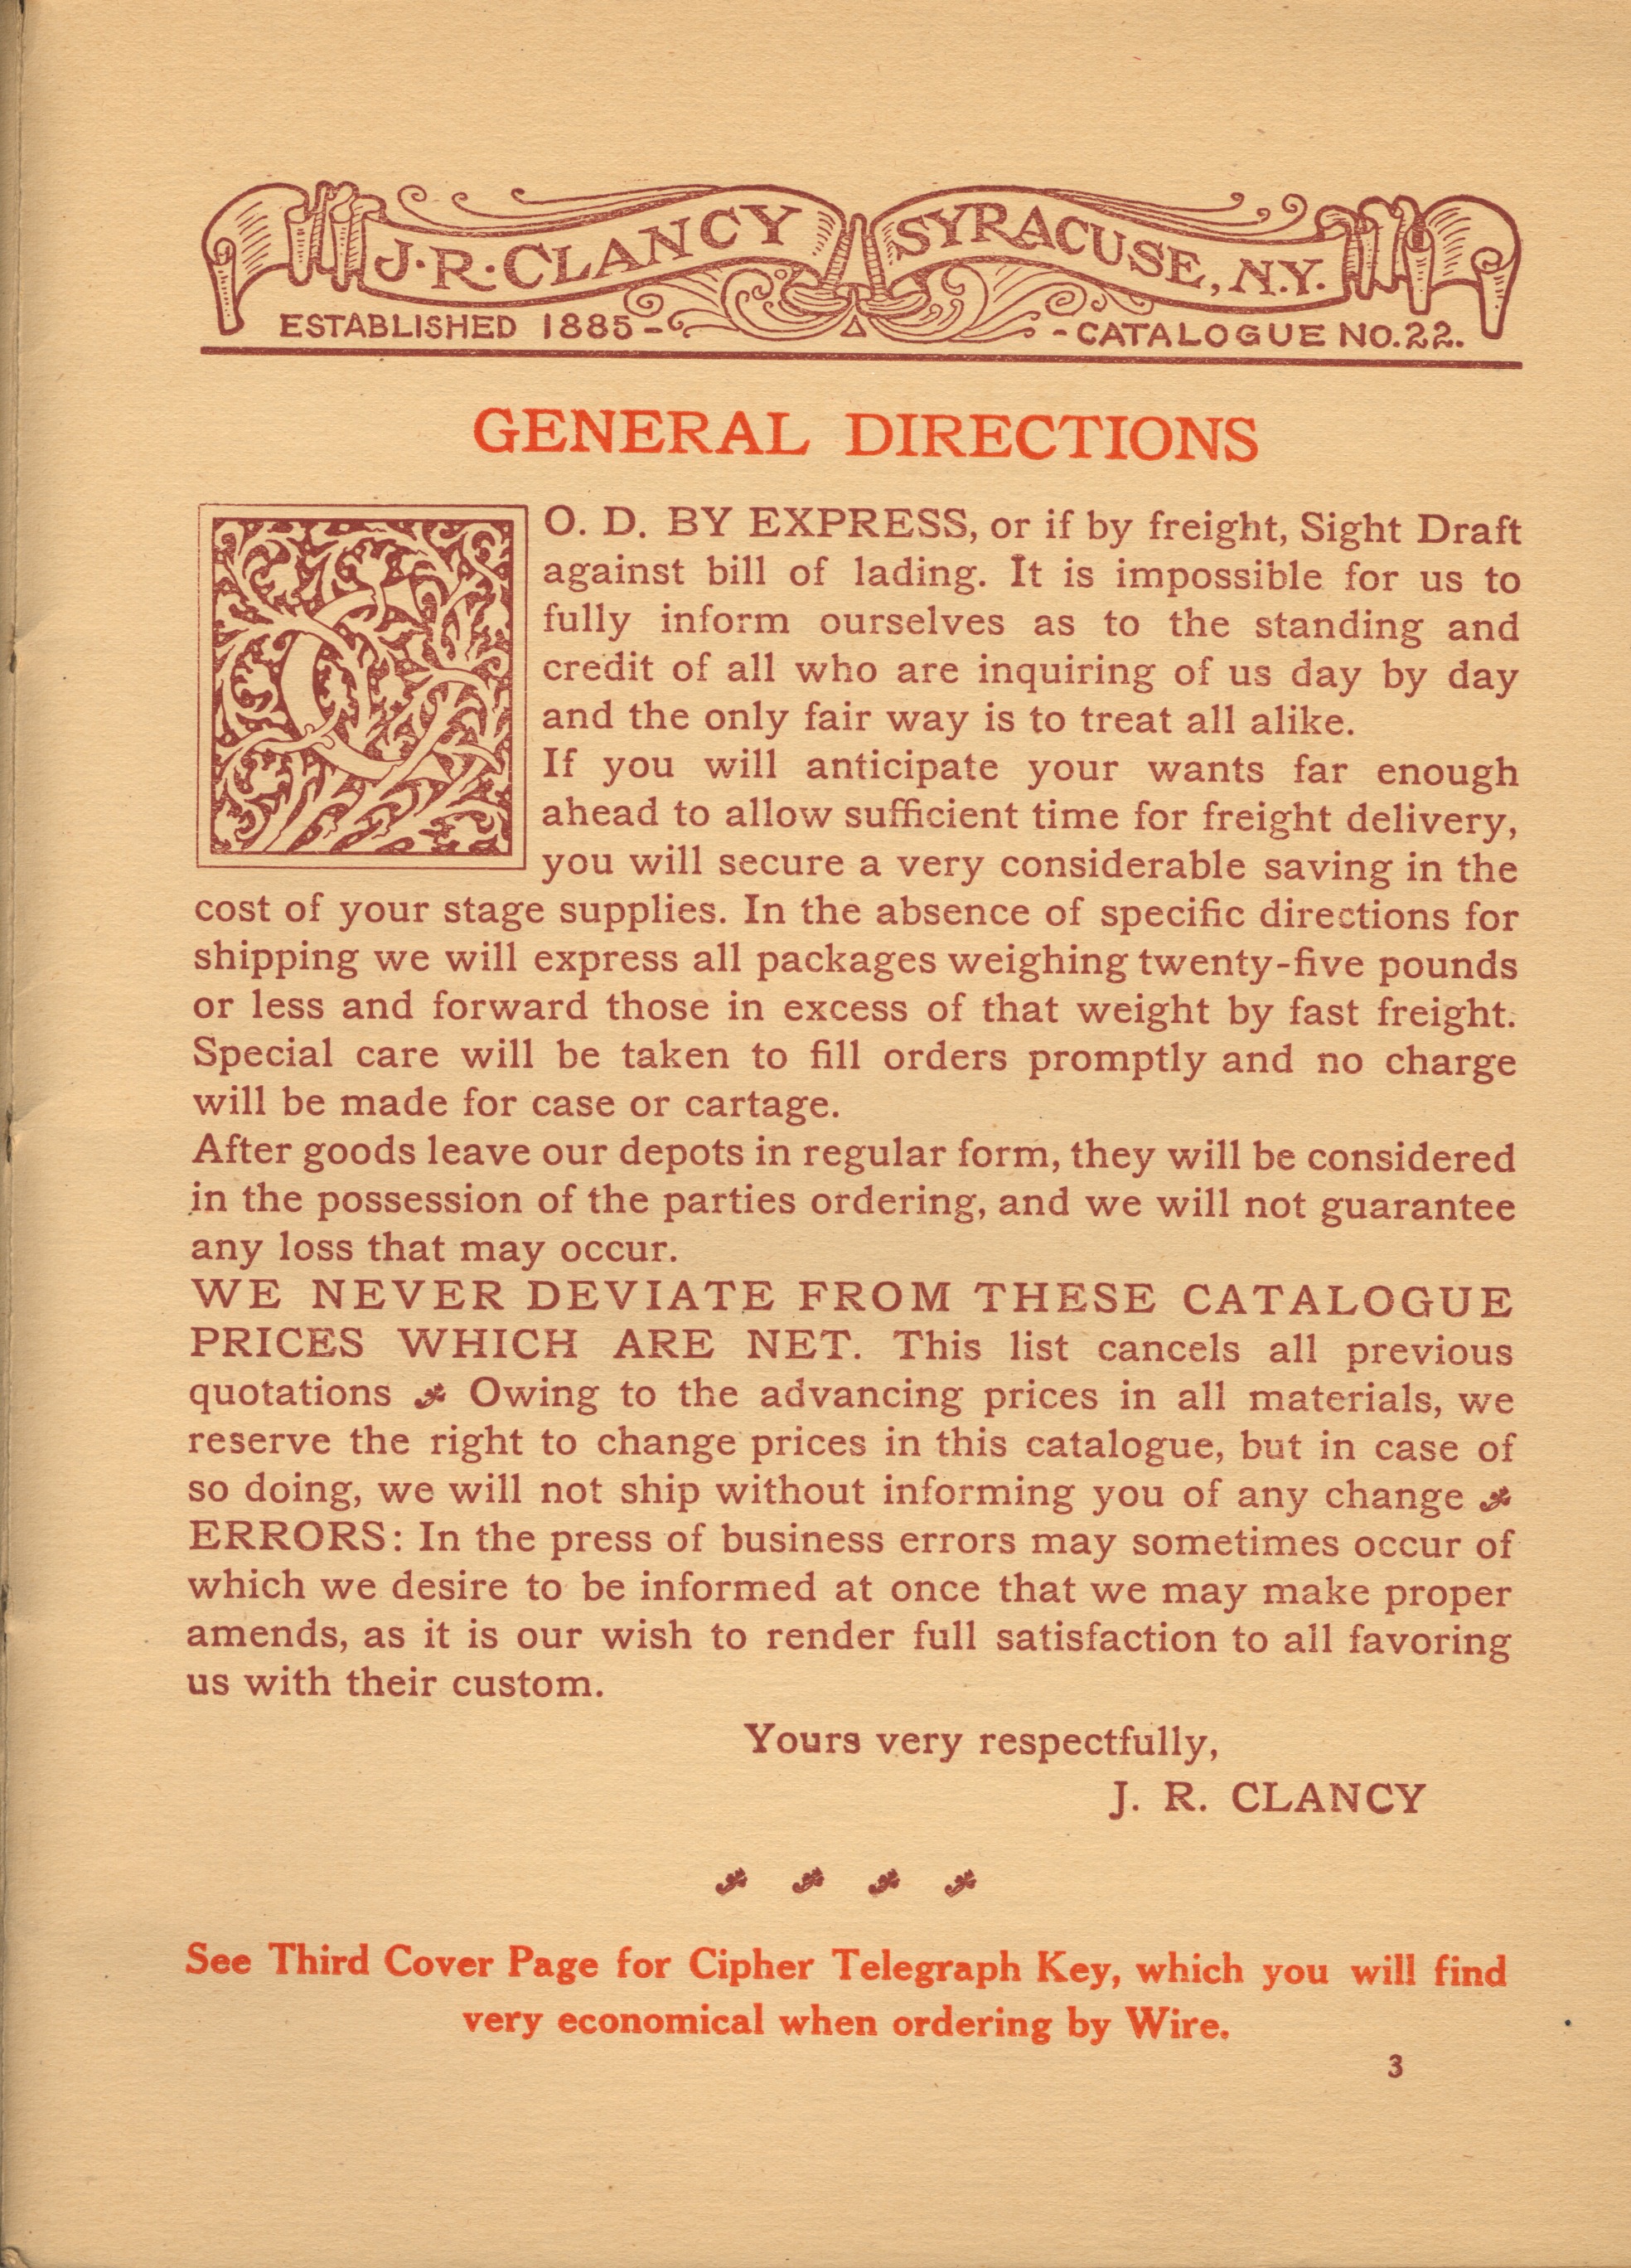 J. R. CLANCY SYRACUSE, N.Y.
ESTABLISHED 1885 - - CATALOGUE NO. 22.
GENERAL DIRECTIONS
C O. D. BY EXPRESS, or if by freight, Sight Draft
against bill of lading. It is impossible for us to
fully inform ourselves as to the standing and
credit of all who are inquiring of us day by day
and the only fair way is to treat all alike.
If you will anticipate your wants far enough
ahead to allow sufficient time for freight delivery,
you will secure a very considerable saving in the
cost of your stage supplies. In the absence of specific directions for
shipping we will express all packages weighing twenty-five pounds
or less and forward those in excess of that weight by fast freight.
Special care will be taken to fill orders promptly and no charge
will be made for case or cartage.
After goods leave our depots in regular form, they will be considered
in the possession of the parties ordering, and we will not guarantee
any loss that may occur.
WE NEVER DEVIATE FROM THESE CATALOGUE
PRICES WHICH ARE NET. This list cancels all previous
quotations Owing to the advancing prices in all materials, we
reserve the right to change prices in this catalogue, but in case of
so doing, we will not ship without informing you of any change
ERRORS: In the press of business errors may sometimes occur of
which we desire to be informed at once that we may make proper
amends, as it is our wish to render full satisfaction to all favoring
us with their custom.
Yours very respectfully,
J. R. CLANCY
See Third Cover Page for Cipher Telegraph Key, which you will find
very economical when ordering by Wire.
3